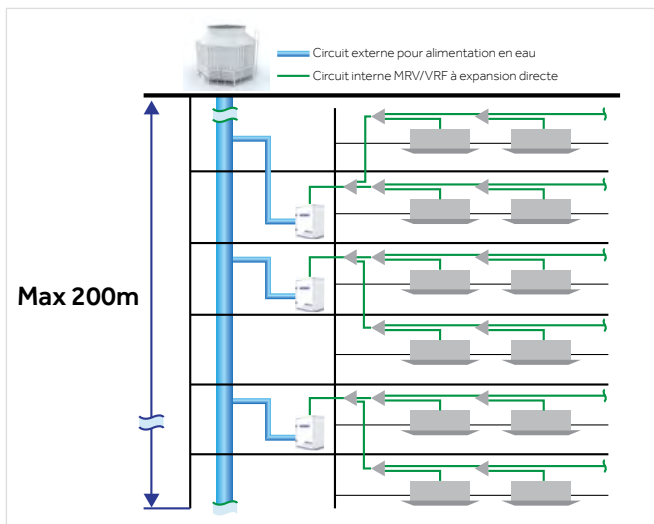 Circuit externe pour alimentation en eau
Circuit interne MRV/VRF à expansion directe
Max 200m